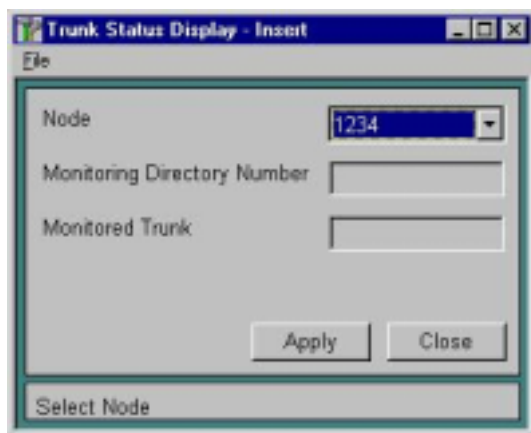 Trunk Status Display - Insert
File
Node 1234
Monitoring Directory Number
Monitored Trunk
Apply Close
Select Node